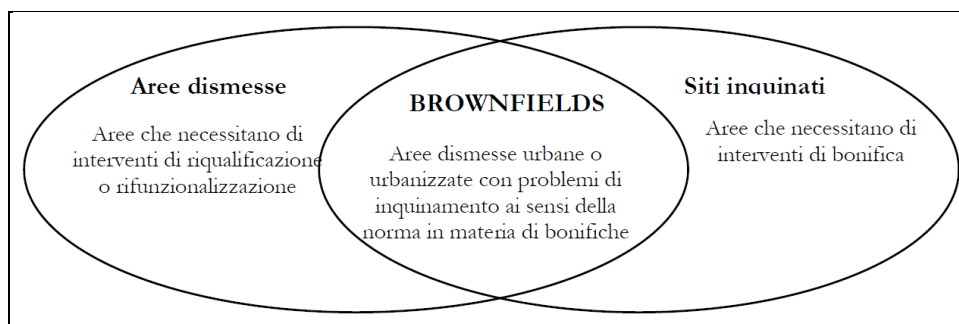 Aree dismesse
Aree che necessitano di
interventi di riqualificazione
o rifunzionalizzazione
BROWNFIELDS
Aree dismesse urbane o
urbanizzate con problemi di
inquinamento ai sensi della
norma in materia di bonifiche
Siti inquinati
Aree che necessitano di
interventi di bonifica